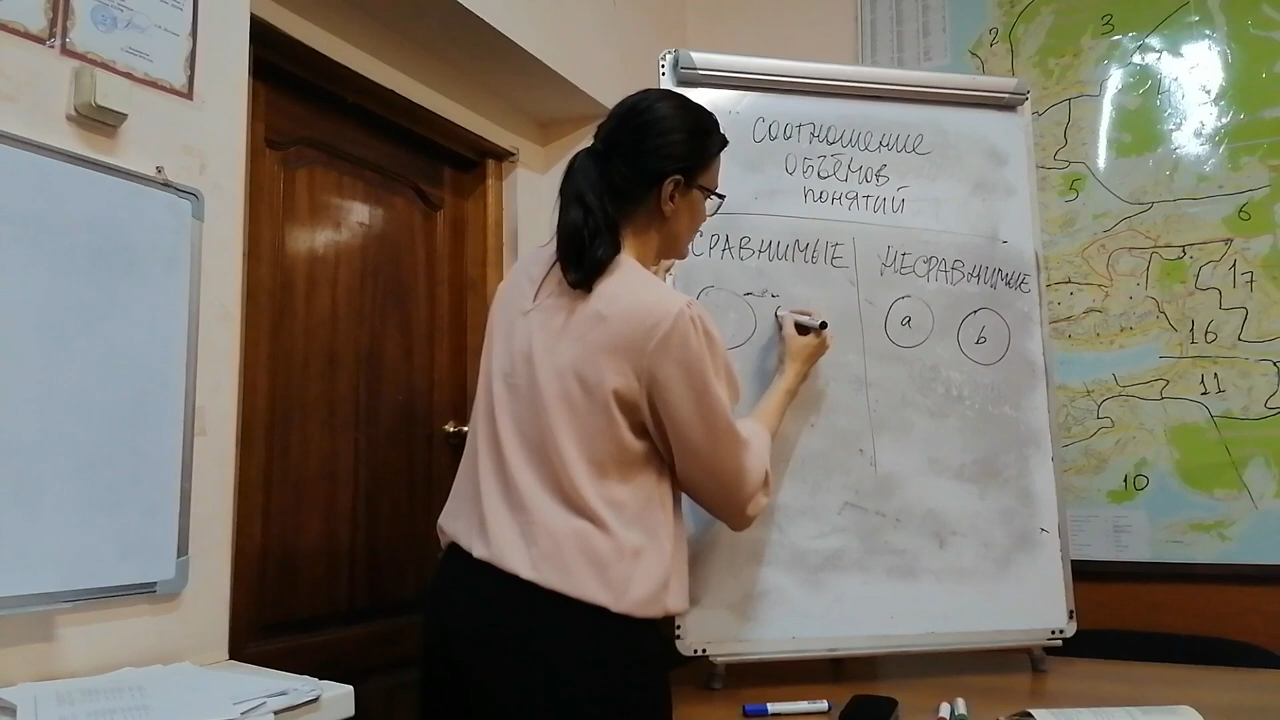 СООТНОШЕНИЕ
ОБЪЁМОВ
ПОНЯТИЙ
СРАВНИМЫЕ
НЕСРАВНИМЫЕ
a
b
2
3
5
6
17
16
11
10